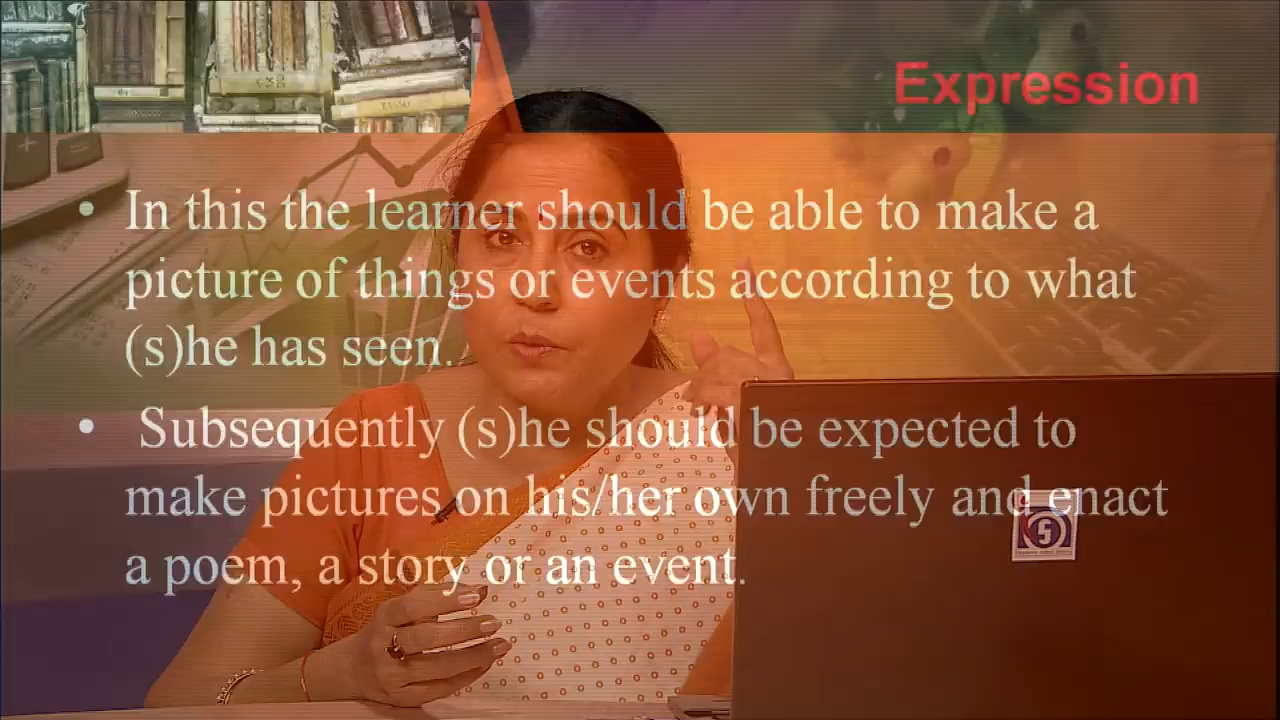 Expression
• In this the learner should be able to make a
picture of things or events according to what
(s)he has seen.
• Subsequently (s)he should be expected to
make pictures on his/her own freely and enact
a poem, a story or an event.